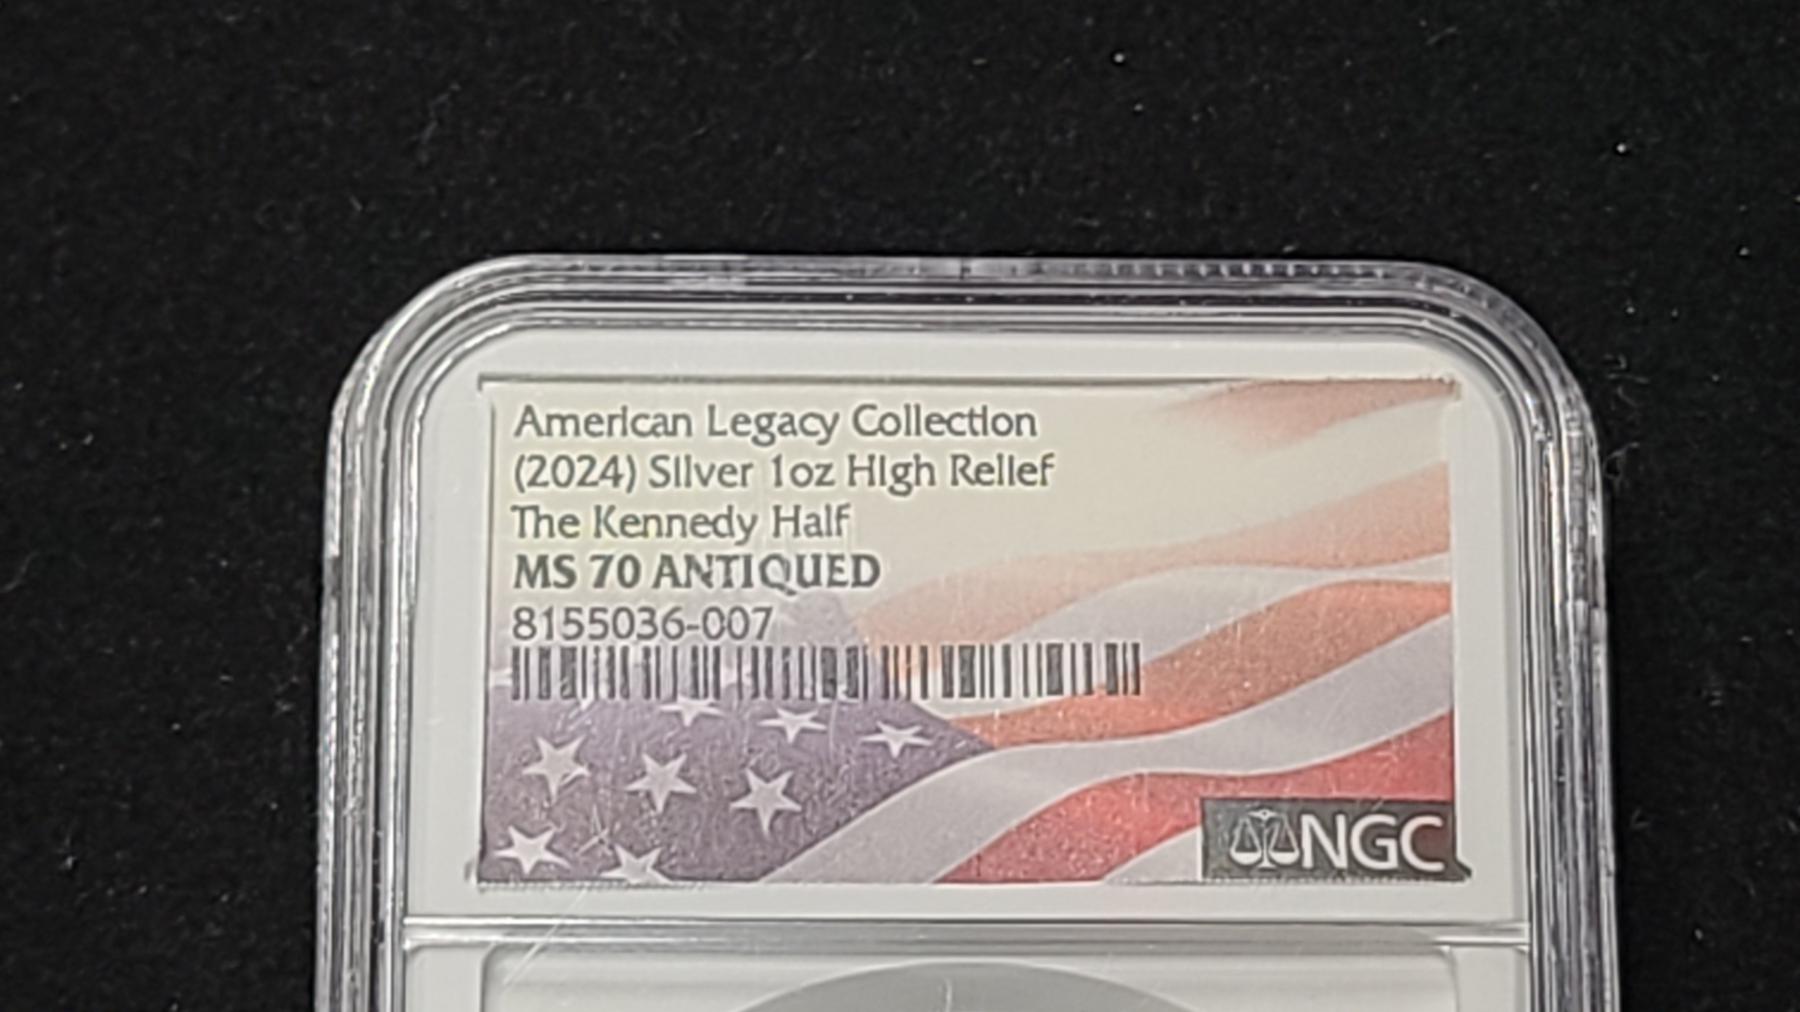 American Legacy Collection
(2024) Silver 1oz High Relief
The Kennedy Half
MS 70 ANTIQUED
8155036-007
NGC